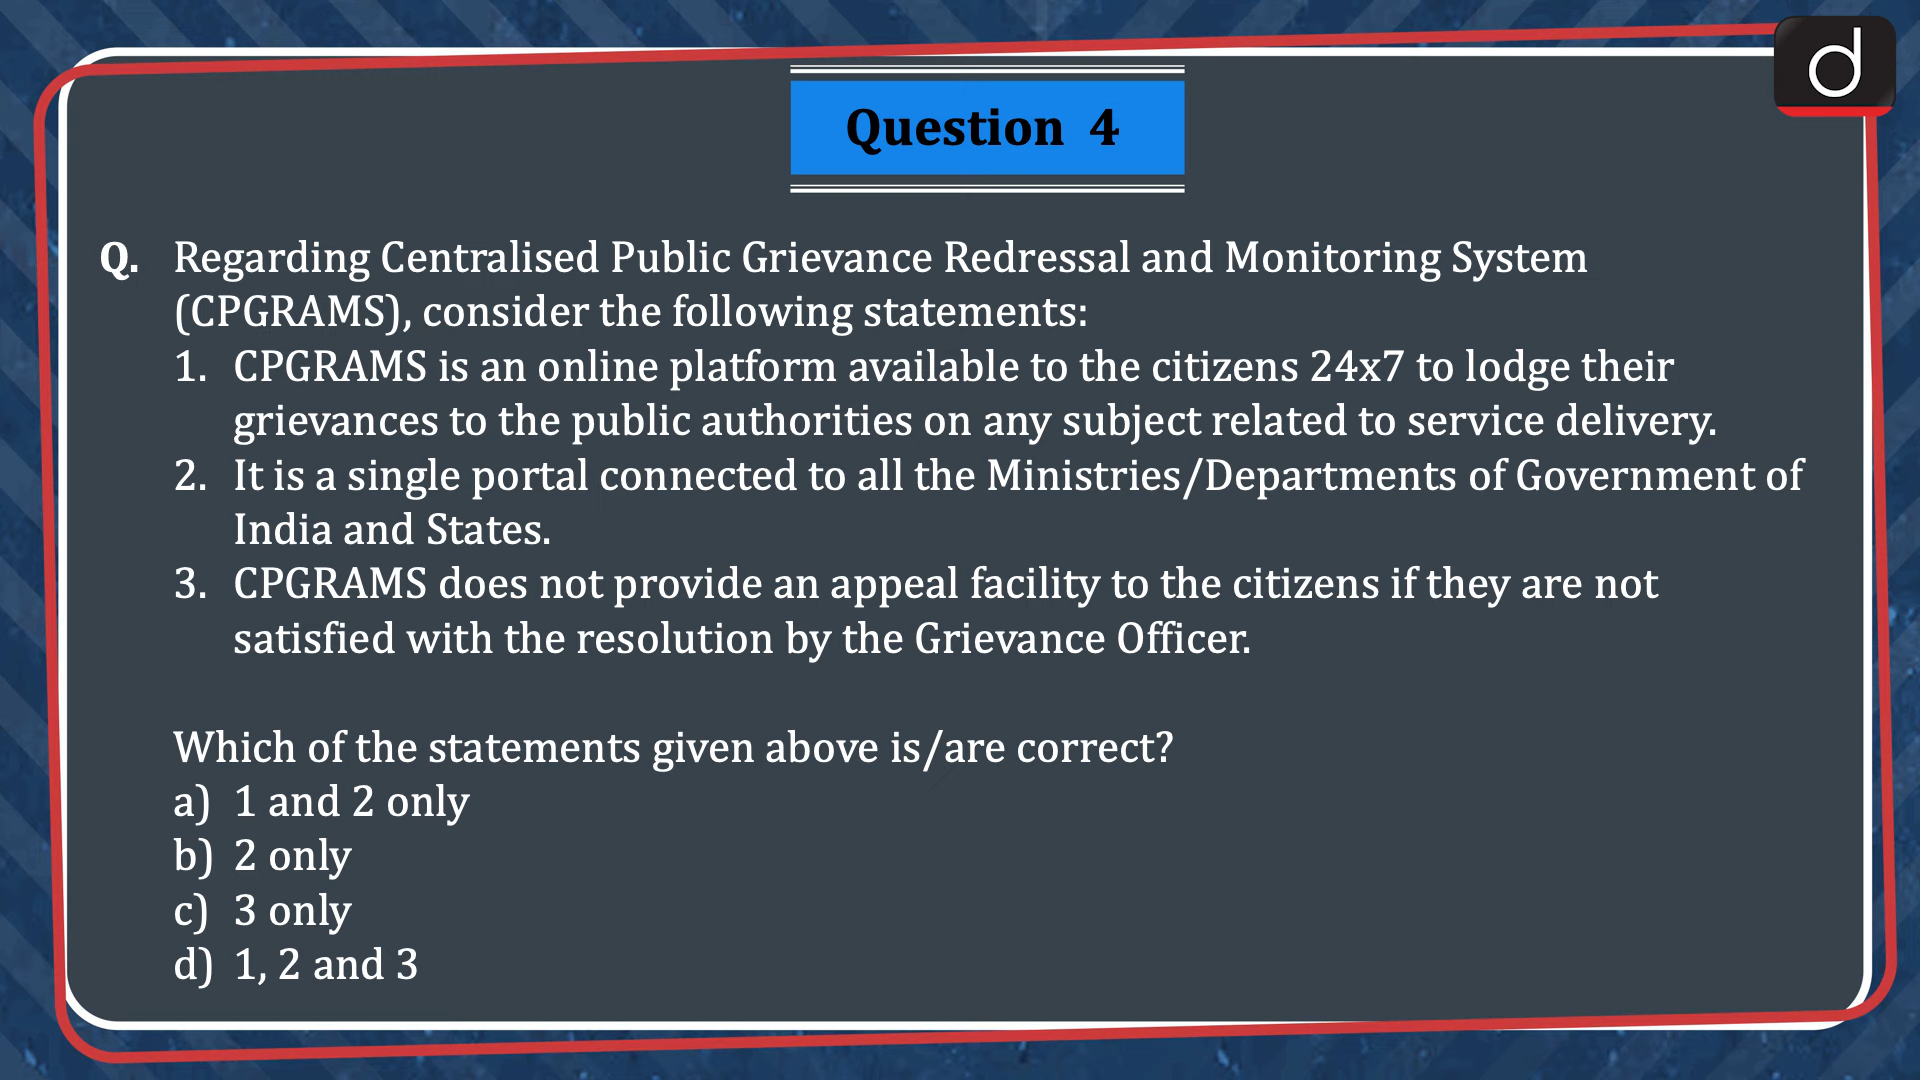 d
Question 4
Q. Regarding Centralised Public Grievance Redressal and Monitoring System
(CPGRAMS), consider the following statements:
1. CPGRAMS is an online platform available to the citizens 24x7 to lodge their
grievances to the public authorities on any subject related to service delivery.
2. It is a single portal connected to all the Ministries/Departments of Government of
India and States.
3. CPGRAMS does not provide an appeal facility to the citizens if they are not
satisfied with the resolution by the Grievance Officer.
Which of the statements given above is/are correct?
a) 1 and 2 only
b) 2 only
c) 3 only
d) 1, 2 and 3